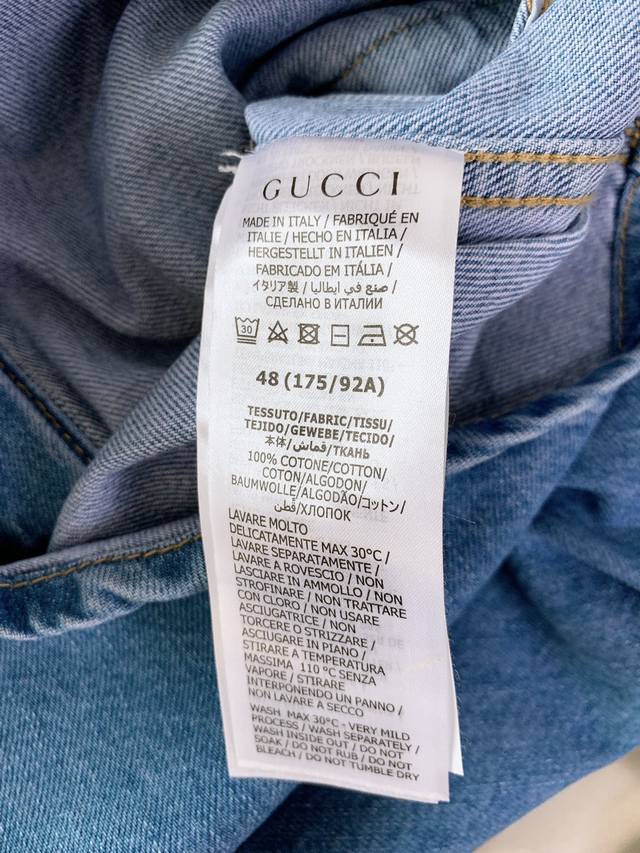 GUCCI
MADE IN ITALY / FABRIQUÉ EN
ITALIE / HECHO EN ITALIA /
HERGESTELLT IN ITALIEN /
FABRICADO EM ITÁLIA /
イタリア製 / صنع في ايطاليا /
СДЕЛАНО В ИТАЛИИ
30
48 (175/92A)
TESSUTO/FABRIC/TISSU/
TEJIDO/GEWEBE/TECIDO/
本体/قماش/ТКАНЬ
100% COTONE/COTTON/
COTON/ALGODON/
BAUMWOLLE/ALGODÃO/コットン/
قطن/ХЛОПОК
LAVARE MOLTO
DELICATAMENTE MAX 30°C /
LAVARE SEPARATAMENTE /
LAVARE A ROVESCIO / NON
LASCIARE IN AMMOLLO / NON
STROFINARE / NON TRATTARE
CON CLORO / NON USARE
ASCIUGATRICE / NON
TORCERE O STRIZZARE /
ASCIUGARE IN PIANO /
STIRARE A TEMPERATURA
MASSIMA 110 °C SENZA
VAPORE / STIRARE
INTERPONENDO UN PANNO /
NON LAVARE A SECCO
WASH MAX 30°C - VERY MILD
PROCESS / WASH SEPARATELY /
WASH INSIDE OUT / DO NOT
SOAK / DO NOT RUB / DO NOT
BLEACH / DO NOT TUMBLE DRY